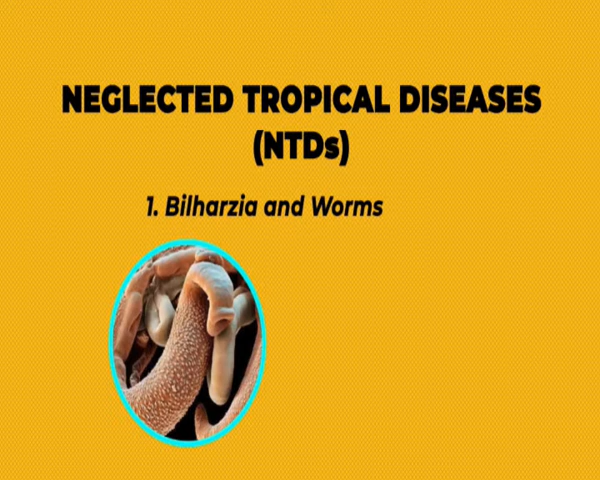 NEGLECTED TROPICAL DISEASES
(NTDs)
1. Bilharzia and Worms